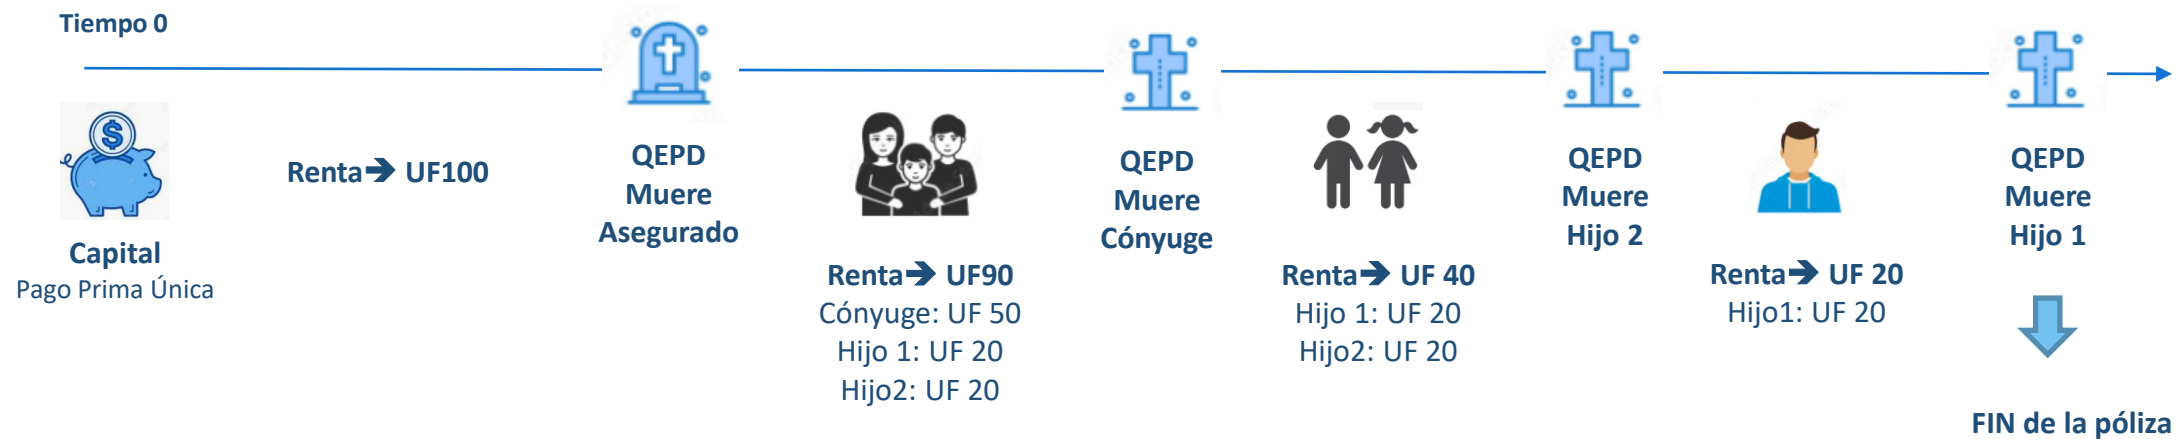 Tiempo 0
Capital
Pago Prima Única
Renta🡺 UF100
QEPD
Muere
Asegurado
Renta🡺 UF90
Cónyuge: UF 50
Hijo 1: UF 20
Hijo2: UF 20
QEPD
Muere
Cónyuge
Renta🡺 UF 40
Hijo 1: UF 20
Hijo2: UF 20
QEPD
Muere
Hijo 2
Renta🡺 UF 20
Hijo1: UF 20
QEPD
Muere
Hijo 1
FIN de la póliza